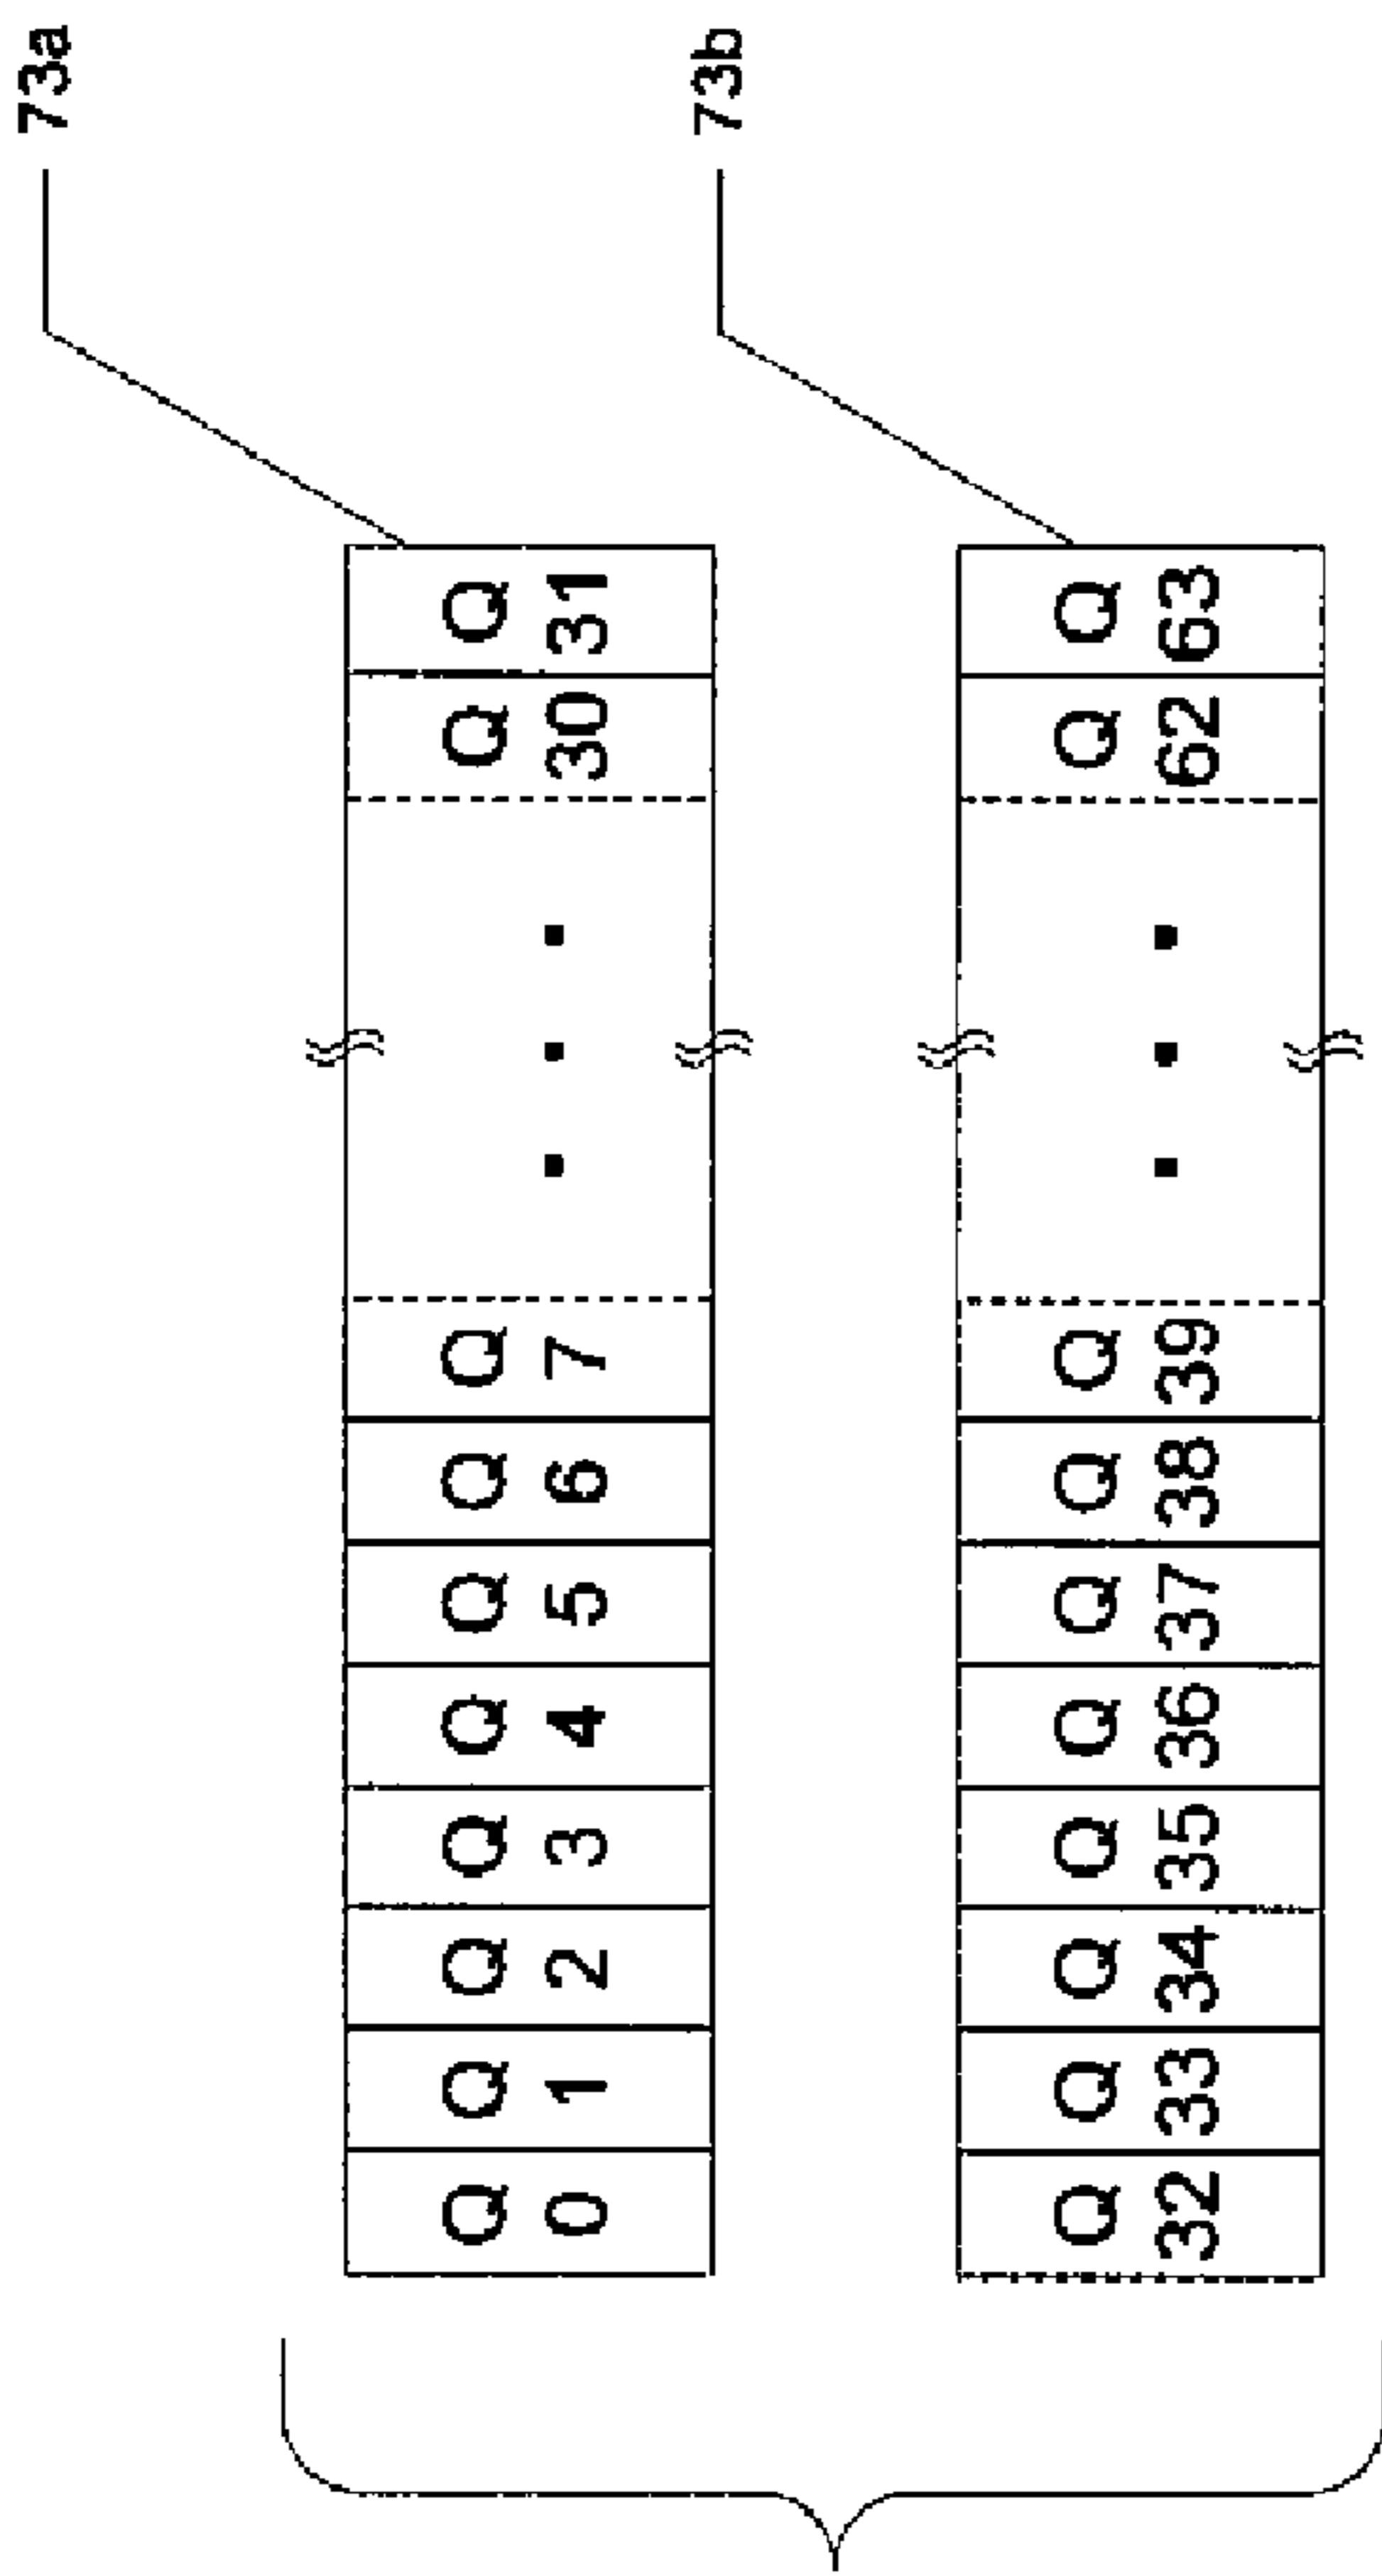 73a
Q Q Q Q Q Q Q Q Q Q
0 1 2 3 4 5 6 7 . . . 30 31
73b
Q Q Q Q Q Q Q Q Q Q
32 33 34 35 36 37 38 39 . . . 62 63